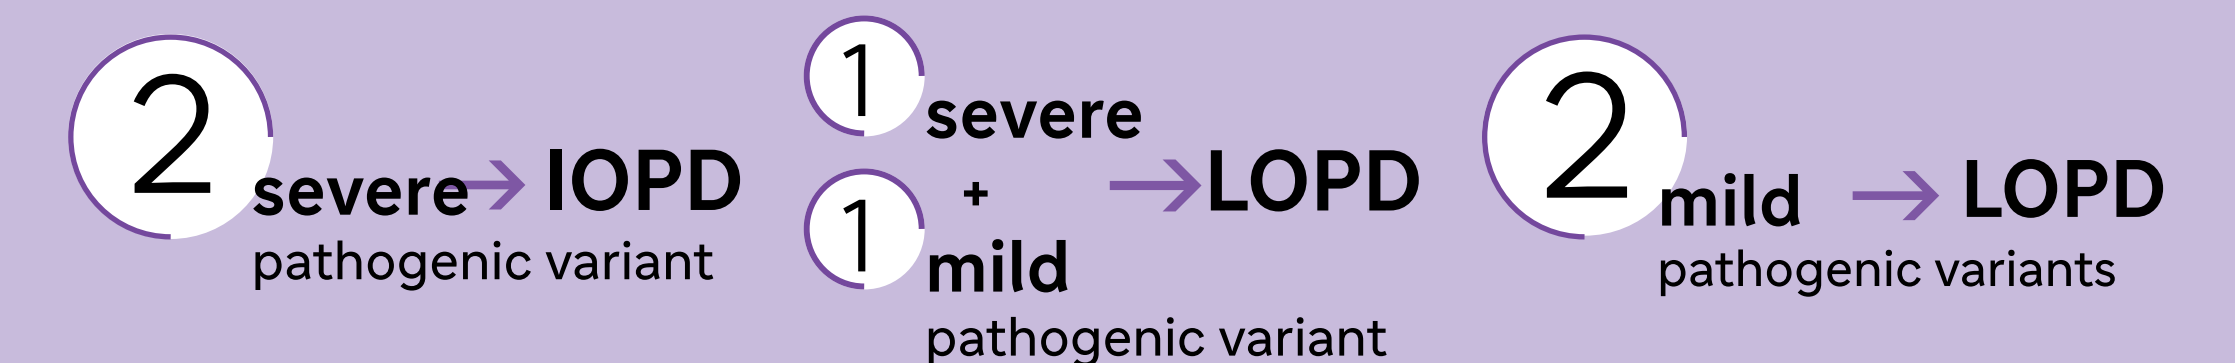 2
severe → IOPD
pathogenic variant
1
severe
+ → LOPD
1
mild
pathogenic variant
2
mild → LOPD
pathogenic variants